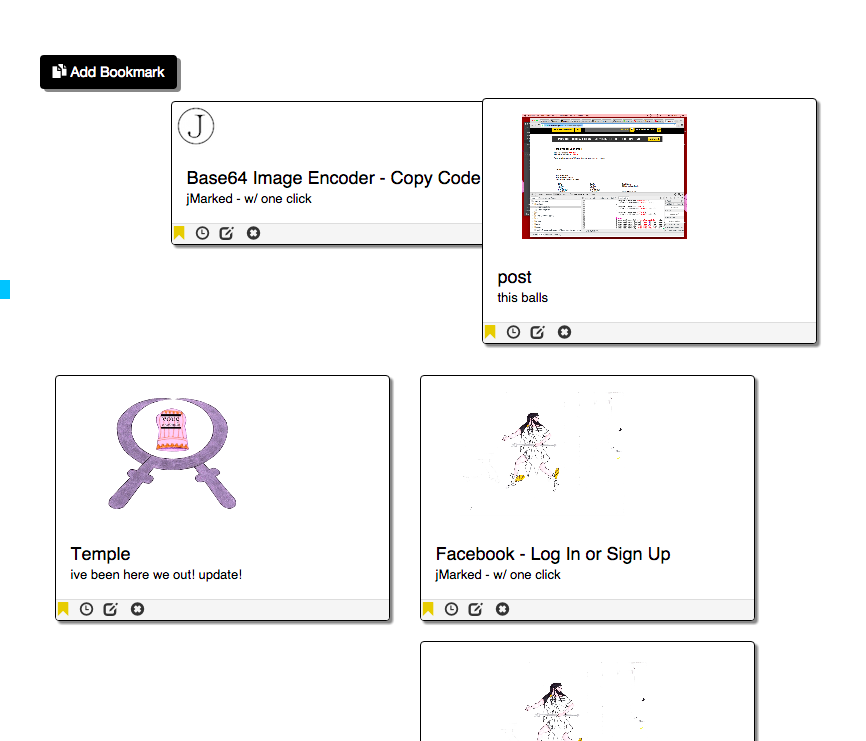 Add Bookmark
J
Base64 Image Encoder - Copy Code
jMarked - w/ one click
post
this balls
Temple
ive been here we out! update!
Facebook - Log In or Sign Up
jMarked - w/ one click